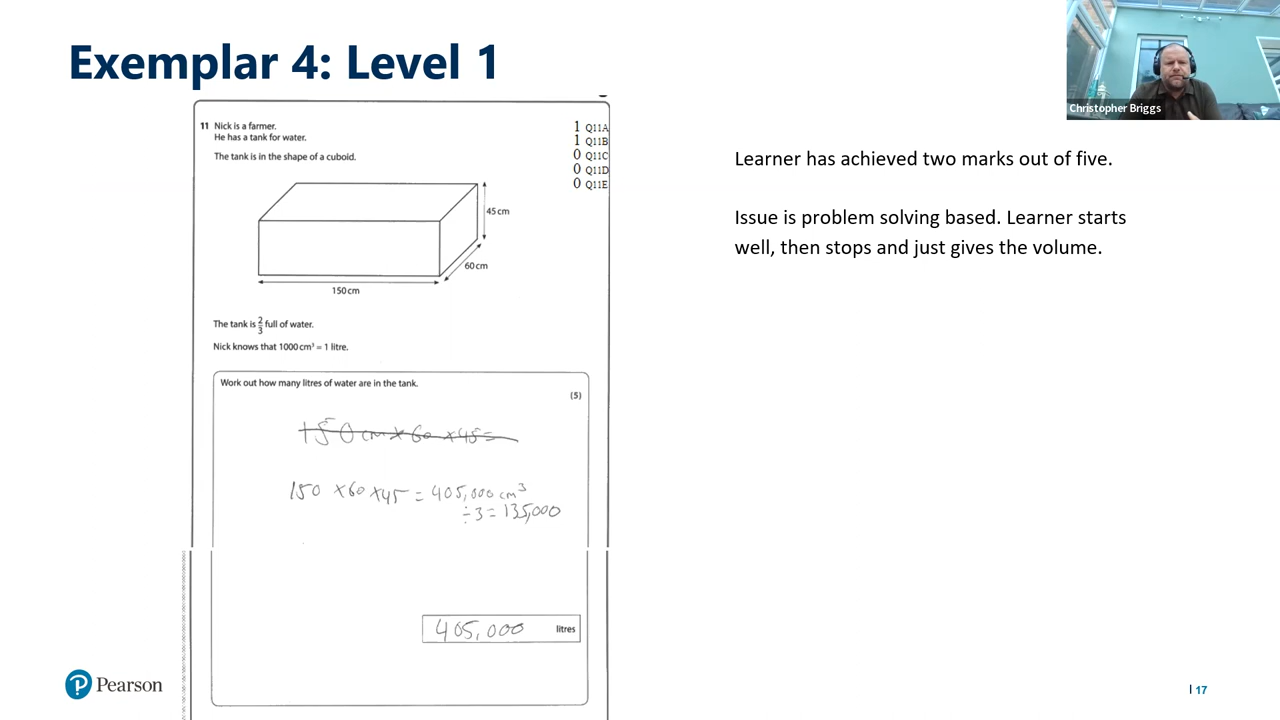 Exemplar 4: Level 1
Christopher Briggs
11 Nick is a farmer.
He has a tank for water.
The tank is in the shape of a cuboid.
1 Q11A
1 Q11B
0 Q11C
0 Q11D
0 Q11E
45 cm
60 cm
150 cm
The tank is 2/3 full of water.
Nick knows that 1000 cm³ = 1 litre.
Work out how many litres of water are in the tank.
(5)
150 cm × 60 × 45 =
150 × 60 × 45 = 405,000 cm³
÷ 3 = 135,000
405,000 litres
Learner has achieved two marks out of five.
Issue is problem solving based. Learner starts
well, then stops and just gives the volume.
Pearson
17